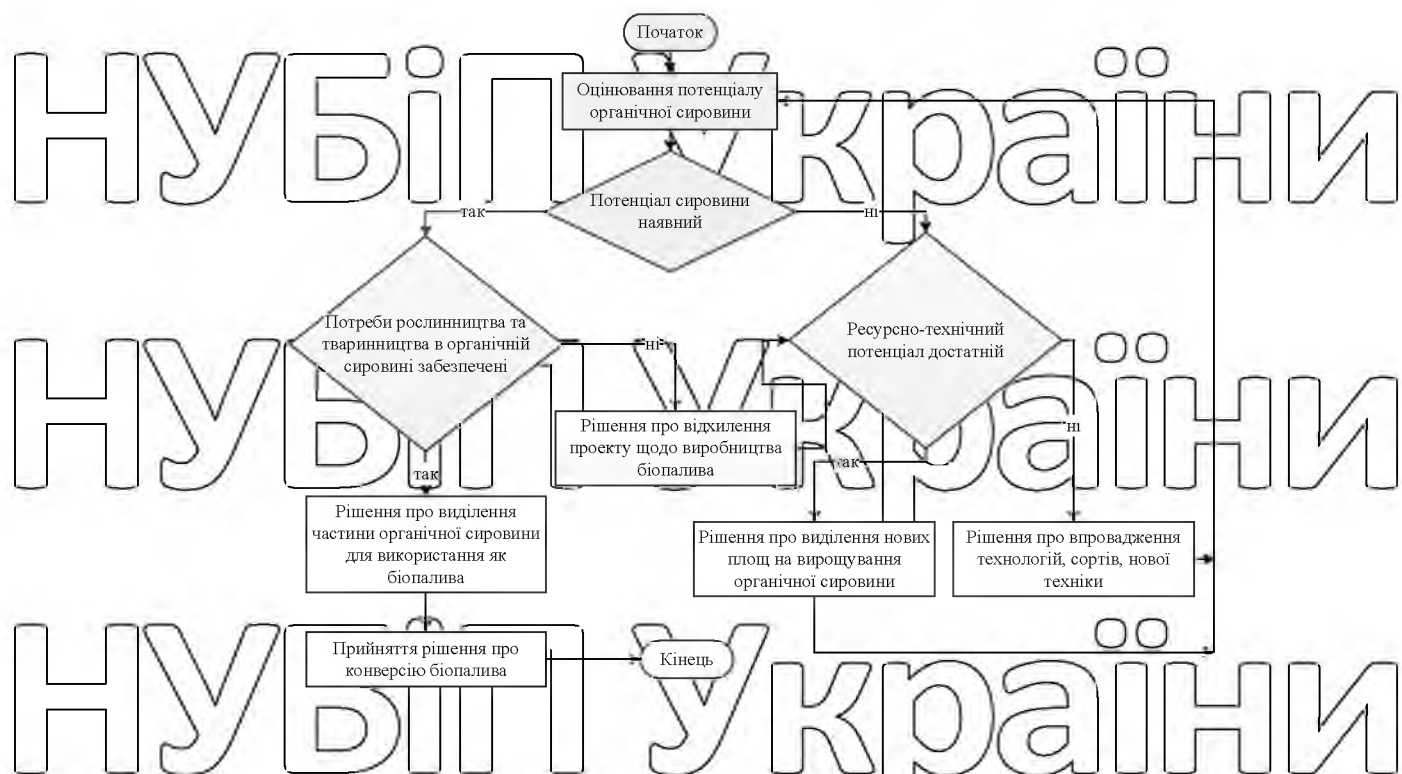 Початок
НУБіП України
Оцінювання потенціалу
органічної сировини
Потенціал сировини
наявний
так
ні
Потреби рослинництва та
тваринництва в органічній
сировині забезпечені
ні
Ресурсно-технічний
потенціал достатній
НУБіП України
Рішення про відхилення
проекту щодо виробництва
біопалива
ні
так
так
Рішення про виділення
частини органічної сировини
для використання як
біопалива
Рішення про виділення нових
площ на вирощування
органічної сировини
Рішення про впровадження
технологій, сортів, нової
техніки
НУБіП України
Прийняття рішення про
конверсію біопалива
Кінець